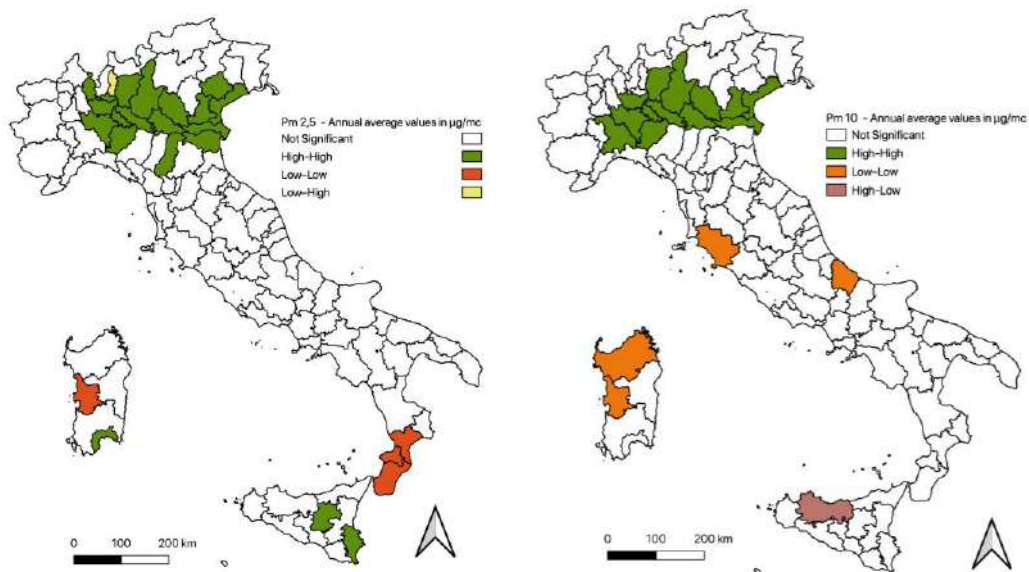 Pm 2,5 - Annual average values in µg/mc
Not Significant
High-High
Low-Low
Low-High
0 100 200 km
Pm 10 - Annual average values in µg/mc
Not Significant
High-High
Low-Low
High-Low
0 100 200 km